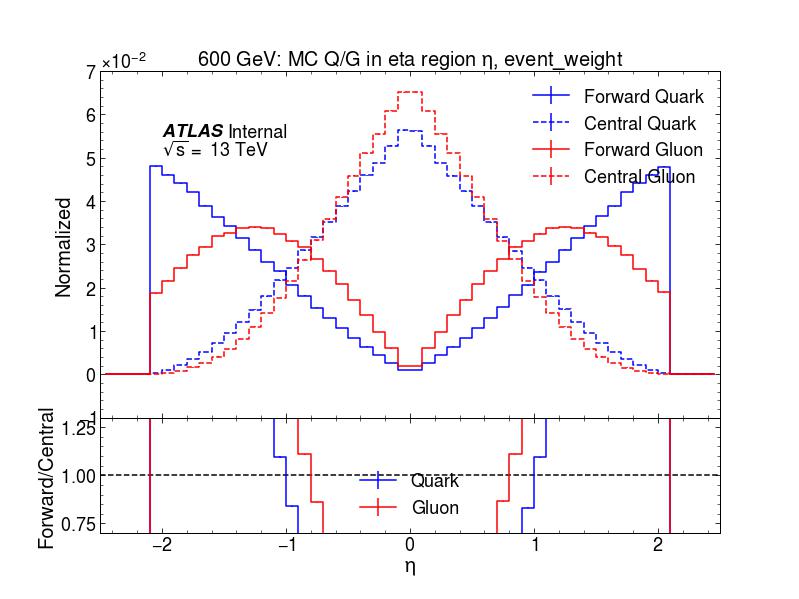 ×10⁻²
600 GeV: MC Q/G in eta region η, event_weight
ATLAS Internal
√s = 13 TeV
Forward Quark
Central Quark
Forward Gluon
Central Gluon
Normalized
7
6
5
4
3
2
1
0
−1
Forward/Central
1.25
1.00
0.75
Quark
Gluon
−2 −1 0 1 2
η